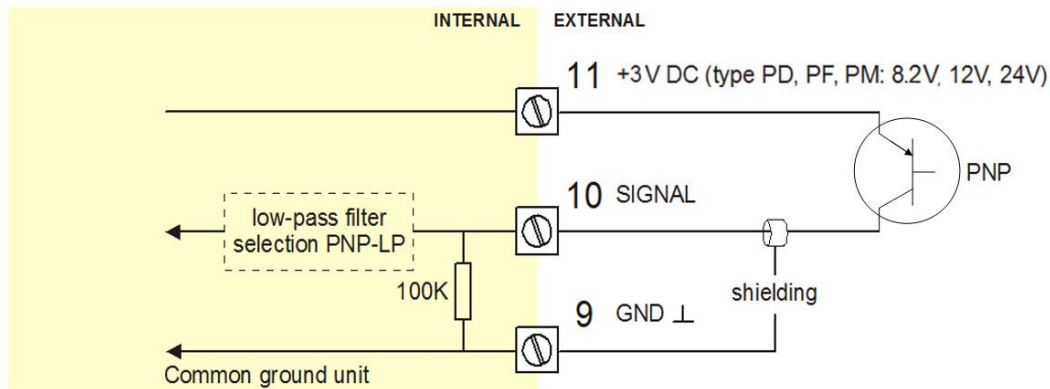 INTERNAL EXTERNAL
11 +3V DC (type PD, PF, PM: 8.2V, 12V, 24V)
PNP
10 SIGNAL
low-pass filter
selection PNP-LP
100K
shielding
9 GND ⊥
Common ground unit